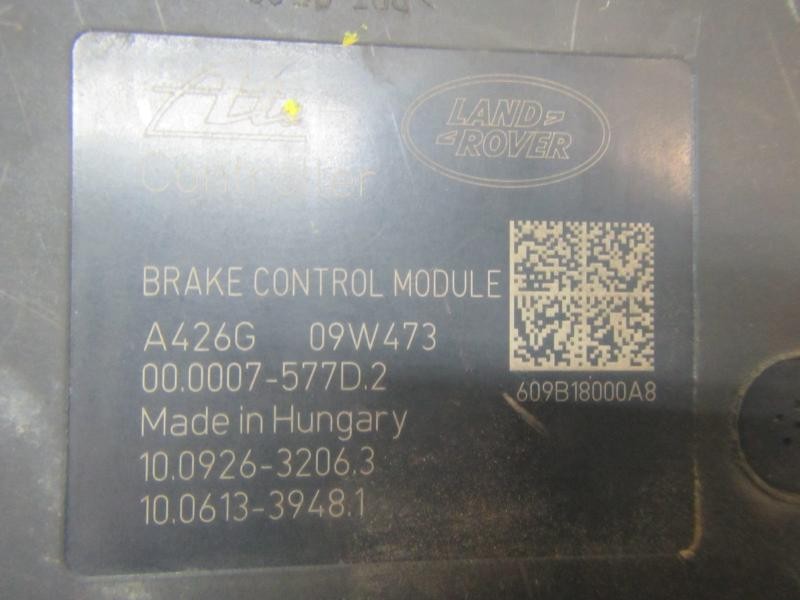 Ate
LAND
ROVER
Controller
BRAKE CONTROL MODULE
A426G 09W473
00.0007-577D.2
609B18000A8
Made in Hungary
10.0926-3206.3
10.0613-3948.1